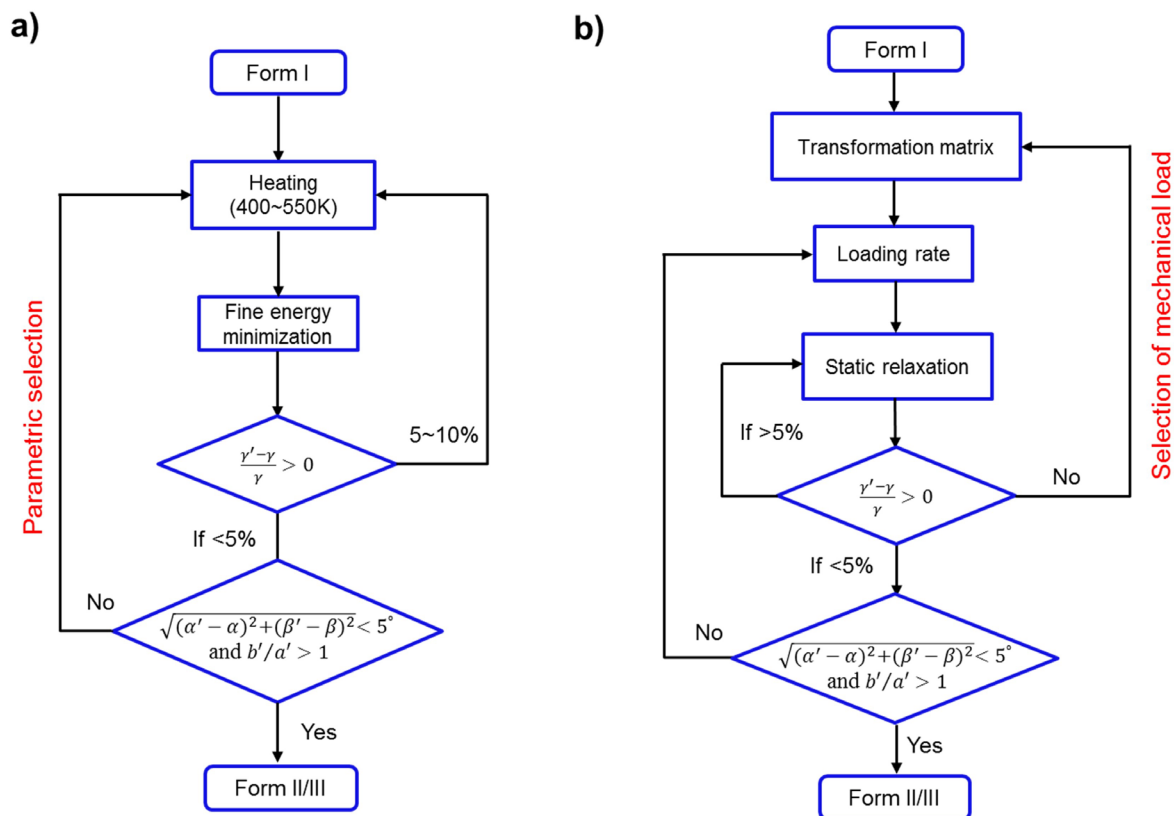 a)
Form I
Heating
(400~550K)
Fine energy
minimization
Parametric selection
5~10%
γ′−γ/γ > 0
If <5%
No
√(α′ − α)²+(β′ − β)² < 5°
and b′/a′ > 1
Yes
Form II/III
b)
Form I
Transformation matrix
Loading rate
Selection of mechanical load
Static relaxation
If >5%
γ′−γ/γ > 0
No
If <5%
No
√(α′ − α)²+(β′ − β)² < 5°
and b′/a′ > 1
Yes
Form II/III